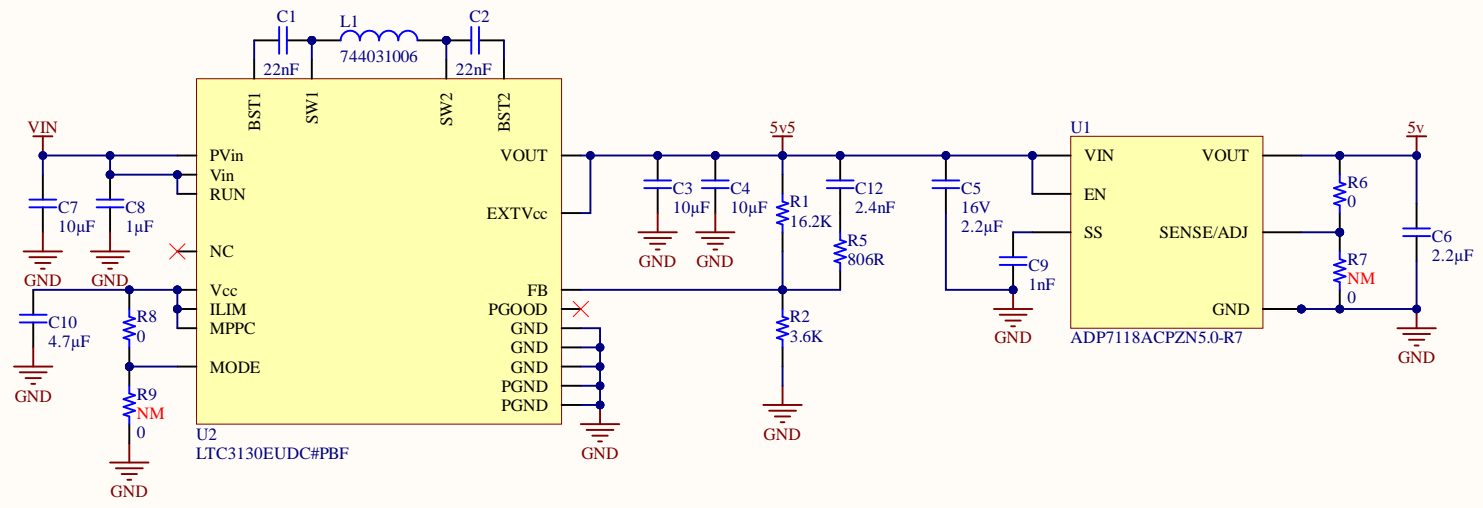 C1
22nF
L1
744031006
C2
22nF
BST1
SW1
SW2
BST2
VIN
PVin
Vin
RUN
NC
Vcc
ILIM
MPPC
MODE
VOUT
EXTVcc
FB
PGOOD
GND
GND
GND
PGND
PGND
U2
LTC3130EUDC#PBF
C7
10µF
GND
C8
1µF
GND
C10
4.7µF
GND
R8
0
R9
NM
0
GND
GND
C3
10µF
GND
C4
10µF
GND
5v5
R1
16.2K
C12
2.4nF
R5
806R
R2
3.6K
GND
C5
16V
2.2µF
C9
1nF
GND
U1
VIN
EN
SS
VOUT
SENSE/ADJ
GND
ADP7118ACPZN5.0-R7
5v
R6
0
R7
NM
0
C6
2.2µF
GND